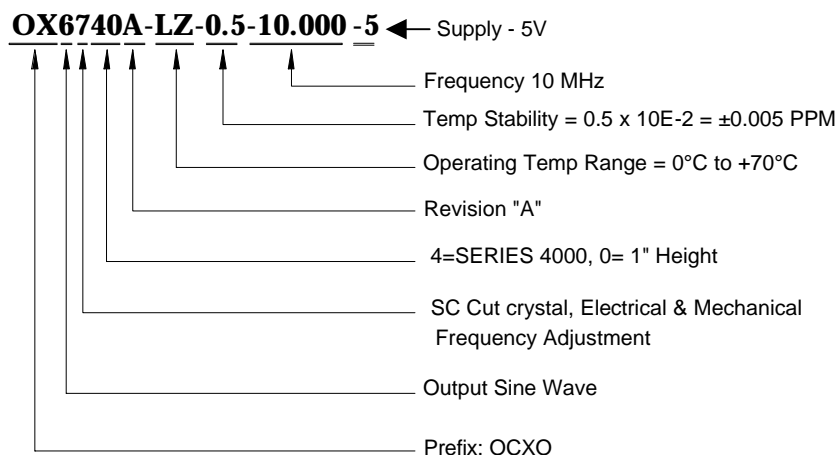 OX6740A-LZ-0.5-10.000 -5 Supply - 5V
Frequency 10 MHz
Temp Stability = 0.5 x 10E-2 = ±0.005 PPM
Operating Temp Range = 0°C to +70°C
Revision "A"
4=SERIES 4000, 0= 1" Height
SC Cut crystal, Electrical & Mechanical
Frequency Adjustment
Output Sine Wave
Prefix: OCXO